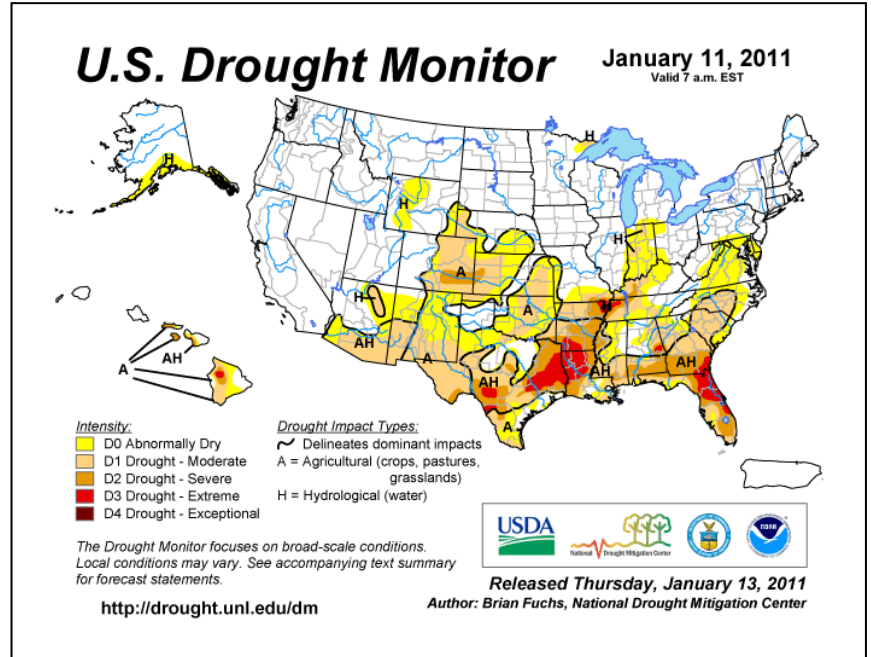 U.S. Drought Monitor
January 11, 2011
Valid 7 a.m. EST
H
H
H
H
A
H
A
H
AH
A
AH
AH
AH
A
A
AH
Intensity:
D0 Abnormally Dry
D1 Drought - Moderate
D2 Drought - Severe
D3 Drought - Extreme
D4 Drought - Exceptional
Drought Impact Types:
Delineates dominant impacts
A = Agricultural (crops, pastures,
grasslands)
H = Hydrological (water)
USDA
National Drought Mitigation Center
NOAA
The Drought Monitor focuses on broad-scale conditions.
Local conditions may vary. See accompanying text summary
for forecast statements.
http://drought.unl.edu/dm
Released Thursday, January 13, 2011
Author: Brian Fuchs, National Drought Mitigation Center